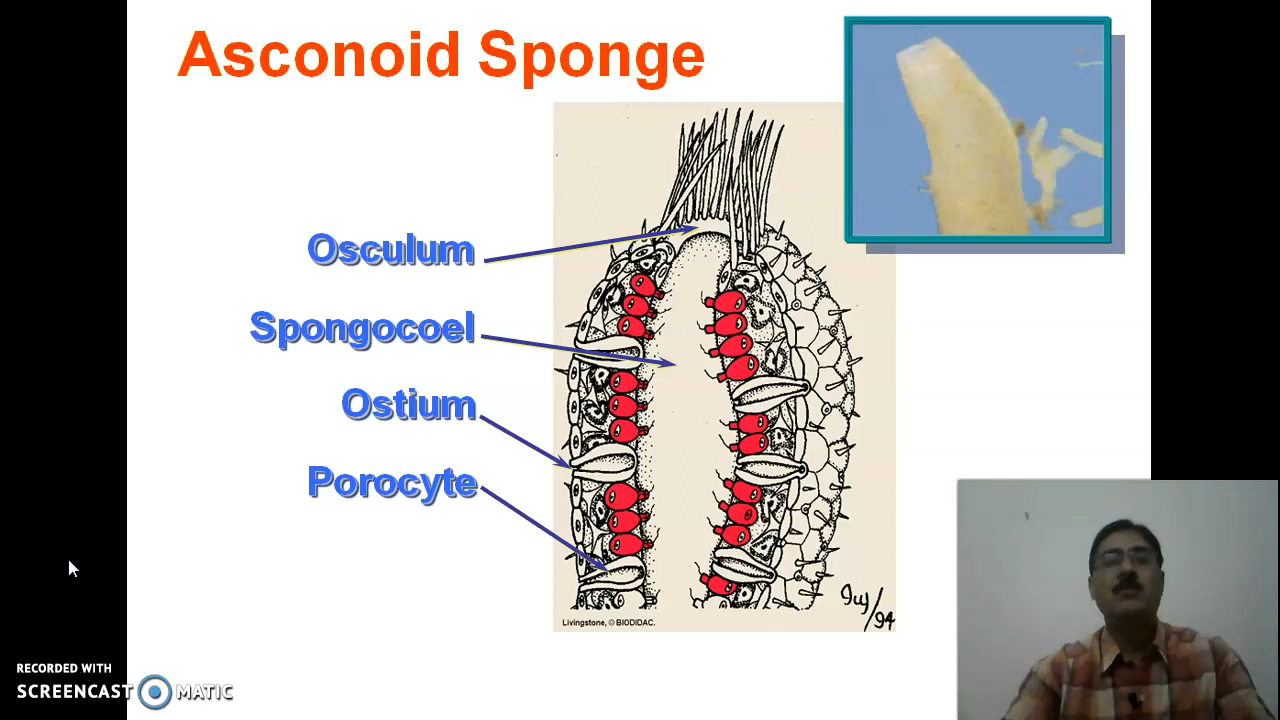 Asconoid Sponge
Osculum
Spongocoel
Ostium
Porocyte
Livingstone, © BIODIDAC.
RECORDED WITH
SCREENCAST MATIC